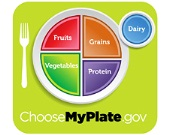 Dairy
Fruits
Grains
Vegetables
Protein
ChooseMyPlate.gov